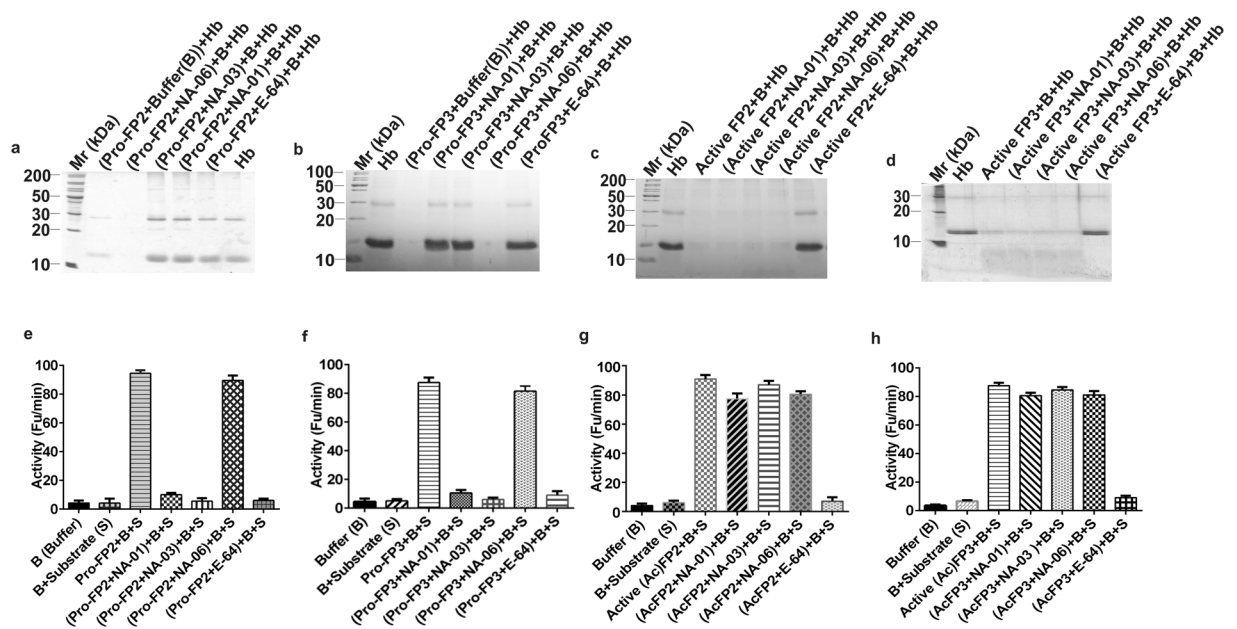 a
Mr (kDa)
(Pro-FP2+Buffer(B))+Hb
(Pro-FP2+NA-06)+B+Hb
(Pro-FP2+NA-03)+B+Hb
(Pro-FP2+NA-01)+B+Hb
(Pro-FP2+E-64)+B+Hb
Hb
200
50
30
20
10
b
Mr (kDa)
Hb
(Pro-FP3+Buffer(B))+Hb
(Pro-FP3+NA-01)+B+Hb
(Pro-FP3+NA-03)+B+Hb
(Pro-FP3+NA-06)+B+Hb
(ProFP3+E-64)+B+Hb
100
50
30
20
10
c
Mr (kDa)
Hb
Active FP2+B+Hb
(Active FP2+NA-01)+B+Hb
(Active FP2+NA-03)+B+Hb
(Active FP2+NA-06)+B+Hb
(Active FP2+E-64)+B+Hb
200
50
30
20
10
d
Mr (kDa)
Hb
Active FP3+B+Hb
(Active FP3+NA-01)+B+Hb
(Active FP3+NA-03)+B+Hb
(Active FP3+NA-06)+B+Hb
(Active FP3+E-64)+B+Hb
30
20
10
e
Activity (Fu/min)
100
80
60
40
20
0
B (Buffer)
B+Substrate (S)
Pro-FP2+B+S
(Pro-FP2+NA-01)+B+S
(Pro-FP2+NA-03)+B+S
(Pro-FP2+NA-06)+B+S
(Pro-FP2+E-64)+B+S
f
Activity (Fu/min)
100
80
60
40
20
0
Buffer (B)
B+Substrate (S)
Pro-FP3+B+S
(Pro-FP3+NA-01)+B+S
(Pro-FP3+NA-03)+B+S
(Pro-FP3+NA-06)+B+S
(Pro-FP3+E-64)+B+S
g
Activity (Fu/min)
100
80
60
40
20
0
Buffer (B)
B+Substrate (S)
Active (Ac)FP2+B+S
(AcFP2+NA-01)+B+S
(AcFP2+NA-03)+B+S
(AcFP2+NA-06)+B+S
(AcFP2+E-64)+B+S
h
Activity (Fu/min)
100
80
60
40
20
0
Buffer (B)
B+Substrate (S)
Active (Ac)FP3+B+S
(AcFP3+NA-01)+B+S
(AcFP3+NA-03 )+B+S
(AcFP3+NA-06)+B+S
(AcFP3+E-64)+B+S